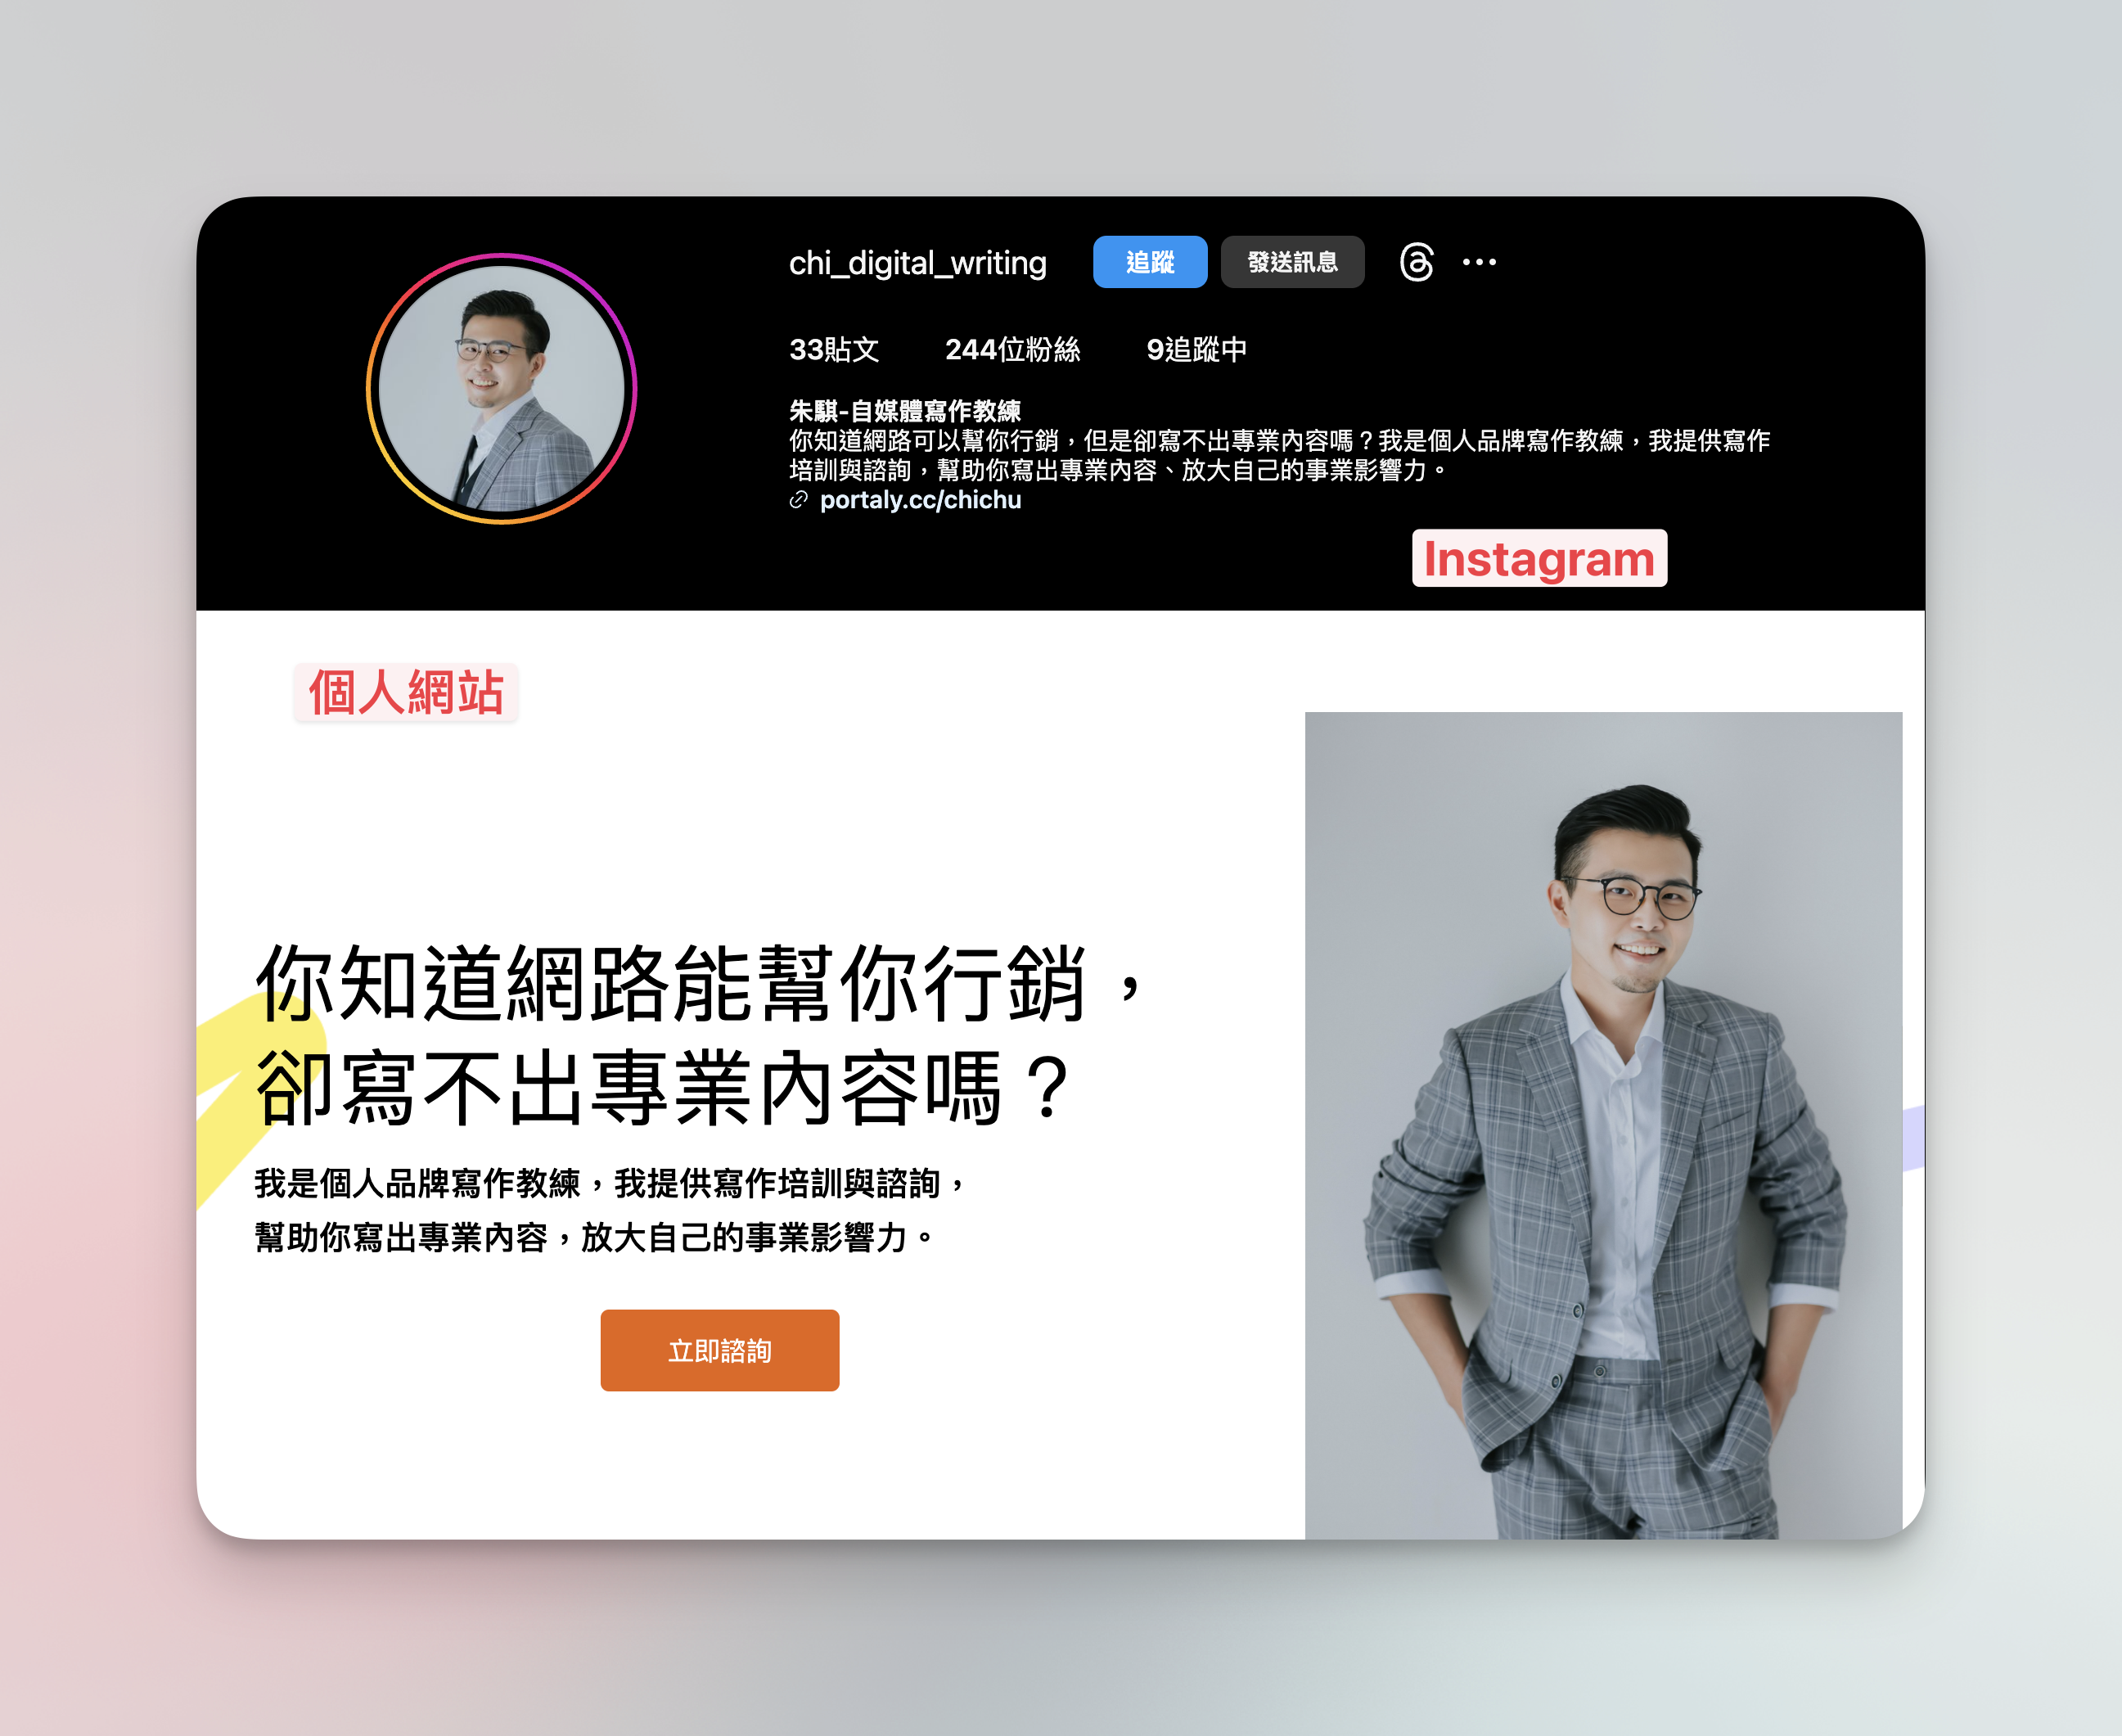 chi_digital_writing 追蹤 發送訊息
33貼文 244位粉絲 9追蹤中
朱騏-自媒體寫作教練
你知道網路可以幫你行銷，但是卻寫不出專業內容嗎？我是個人品牌寫作教練，我提供寫作
培訓與諮詢，幫助你寫出專業內容、放大自己的事業影響力。
portaly.cc/chichu
Instagram
個人網站
你知道網路能幫你行銷，
卻寫不出專業內容嗎？
我是個人品牌寫作教練，我提供寫作培訓與諮詢，
幫助你寫出專業內容，放大自己的事業影響力。
立即諮詢